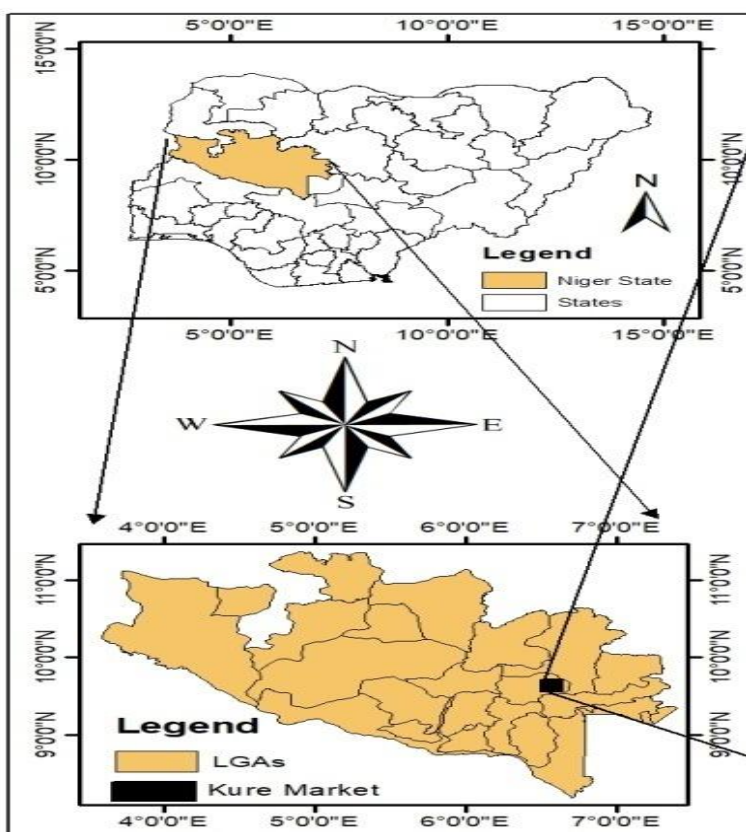 5°0'0"E 10°0'0"E 15°0'0"E
15°0'0"N
10°0'0"N
5°0'0"N
15°0'0"N
10°0'0"N
5°0'0"N
N
Legend
Niger State
States
5°0'0"E 10°0'0"E 15°0'0"E
N
W
E
S
4°0'0"E 5°0'0"E 6°0'0"E 7°0'0"E
11°0'0"N
10°0'0"N
9°0'0"N
11°0'0"N
10°0'0"N
9°0'0"N
Legend
LGAs
Kure Market
4°0'0"E 5°0'0"E 6°0'0"E 7°0'0"E